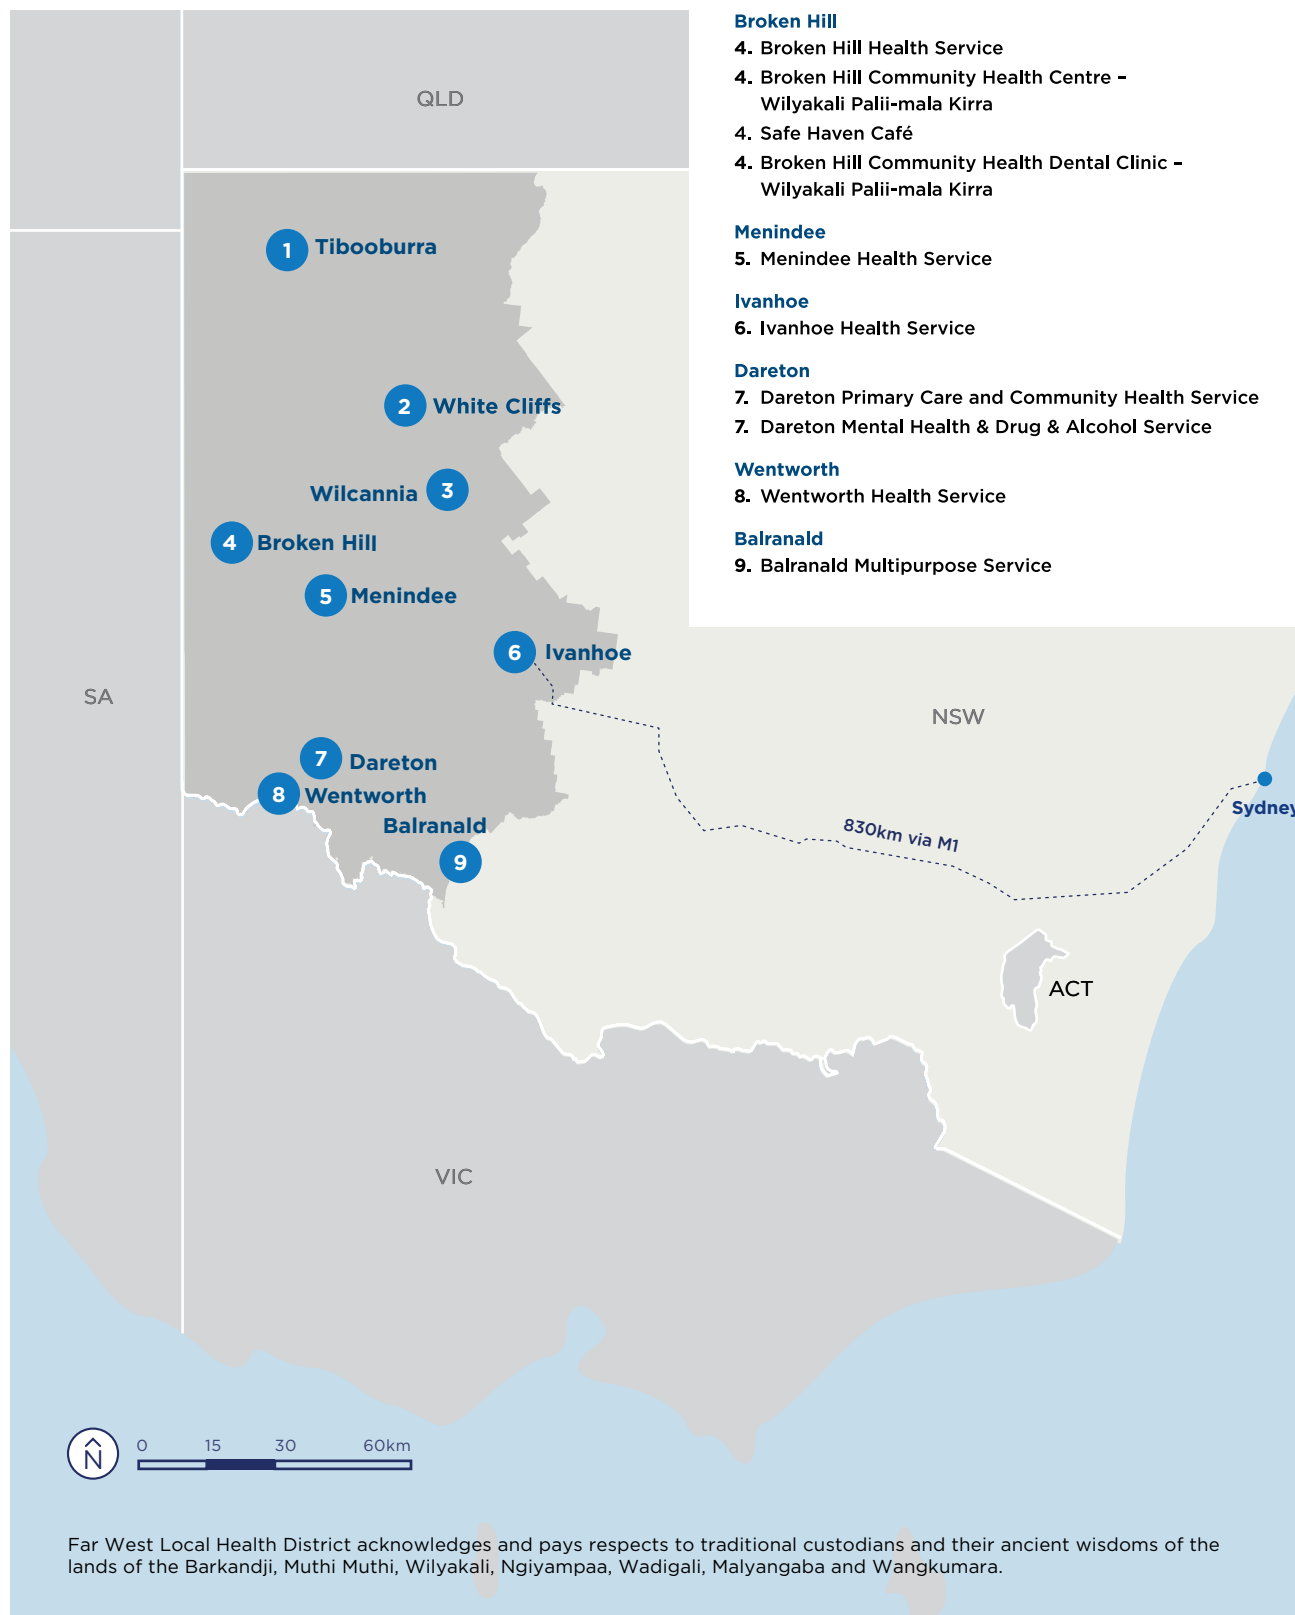 Broken Hill
4. Broken Hill Health Service
4. Broken Hill Community Health Centre –
Wilyakali Palii-mala Kirra
4. Safe Haven Café
4. Broken Hill Community Health Dental Clinic –
Wilyakali Palii-mala Kirra
Menindee
5. Menindee Health Service
Ivanhoe
6. Ivanhoe Health Service
Dareton
7. Dareton Primary Care and Community Health Service
7. Dareton Mental Health & Drug & Alcohol Service
Wentworth
8. Wentworth Health Service
Balranald
9. Balranald Multipurpose Service
QLD
1 Tibooburra
2 White Cliffs
Wilcannia 3
4 Broken Hill
5 Menindee
6 Ivanhoe
SA
NSW
7 Dareton
8 Wentworth
Balranald
9
Sydney
830km via M1
ACT
VIC
N
0 15 30 60km
Far West Local Health District acknowledges and pays respects to traditional custodians and their ancient wisdoms of the
lands of the Barkandji, Muthi Muthi, Wilyakali, Ngiyampaa, Wadigali, Malyangaba and Wangkumara.